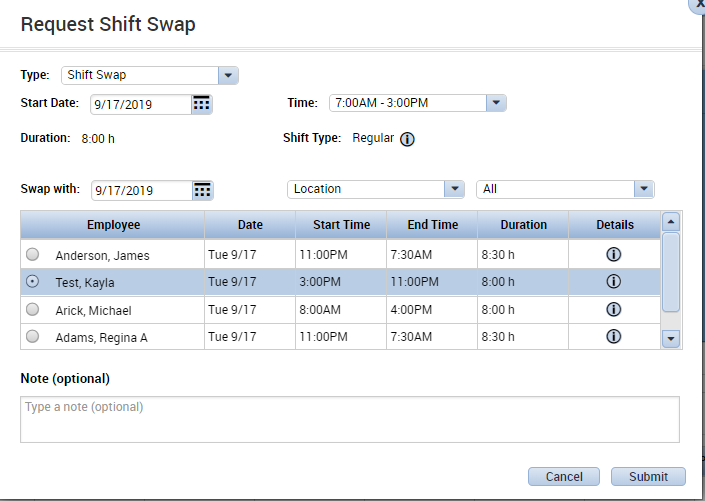 x
Request Shift Swap
Type: Shift Swap
Start Date: 9/17/2019 Time: 7:00AM - 3:00PM
Duration: 8:00 h Shift Type: Regular i
Swap with: 9/17/2019 Location All
Employee Date Start Time End Time Duration Details
Anderson, James Tue 9/17 11:00PM 7:30AM 8:30 h i
Test, Kayla Tue 9/17 3:00PM 11:00PM 8:00 h i
Arick, Michael Tue 9/17 8:00AM 4:00PM 8:00 h i
Adams, Regina A Tue 9/17 11:00PM 7:30AM 8:30 h i
Note (optional)
Type a note (optional)
Cancel Submit